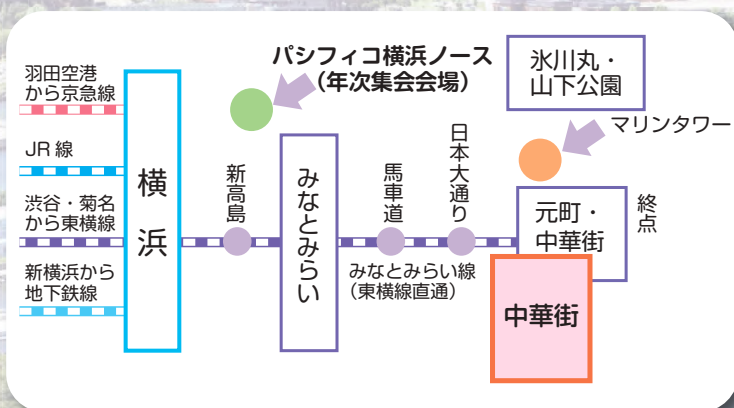 羽田空港
から京急線
JR 線
渋谷・菊名
から東横線
新横浜から
地下鉄線
横浜
パシフィコ横浜ノース
（年次集会会場）
新高島
みなとみらい
馬車道
日本大通り
みなとみらい線
（東横線直通）
氷川丸・
山下公園
マリンタワー
元町・
中華街
終点
中華街